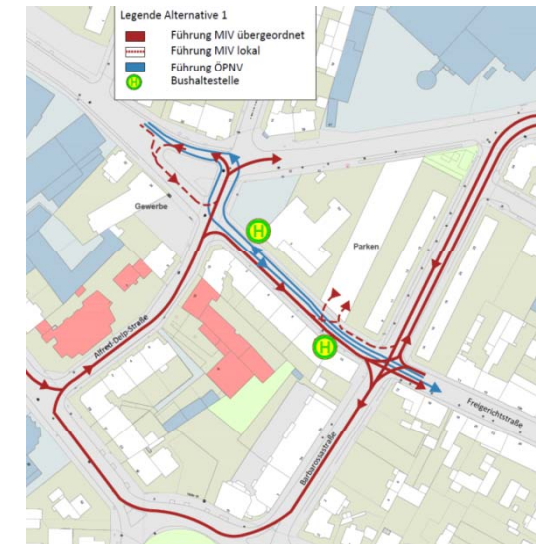 Legende Alternative 1
Führung MIV übergeordnet
Führung MIV lokal
Führung ÖPNV
H Bushaltestelle
Gewerbe
H
Parken
Alfred-Delp-Straße
H
Freigerichtstraße
Barbarossastraße